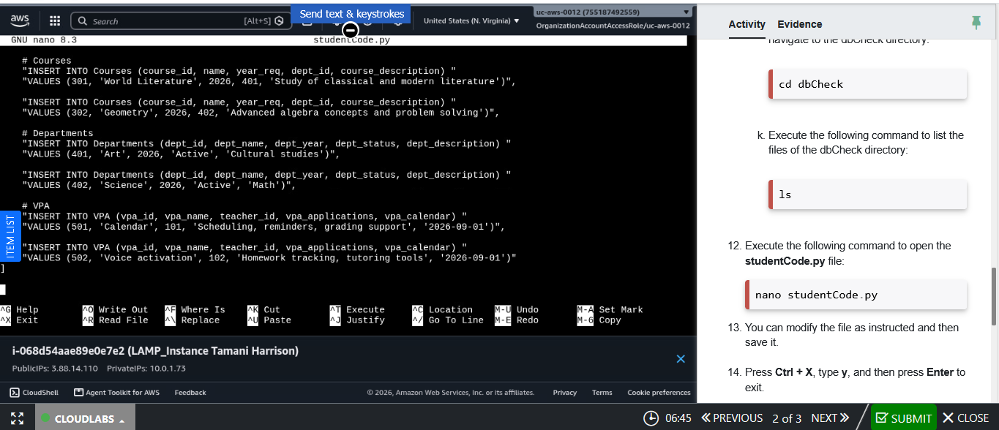 aws
Search [Alt+S]
Send text & keystrokes
United States (N. Virginia)
uc-aws-0012 (755187492559)
OrganizationAccountAccessRole/uc-aws-0012
GNU nano 8.3 studentCode.py
# Courses
"INSERT INTO Courses (course_id, name, year_req, dept_id, course_description) "
"VALUES (301, 'World Literature', 2026, 401, 'Study of classical and modern literature')",
"INSERT INTO Courses (course_id, name, year_req, dept_id, course_description) "
"VALUES (302, 'Geometry', 2026, 402, 'Advanced algebra concepts and problem solving')",
# Departments
"INSERT INTO Departments (dept_id, dept_name, dept_year, dept_status, dept_description) "
"VALUES (401, 'Art', 2026, 'Active', 'Cultural studies')",
"INSERT INTO Departments (dept_id, dept_name, dept_year, dept_status, dept_description) "
"VALUES (402, 'Science', 2026, 'Active', 'Math')",
# VPA
"INSERT INTO VPA (vpa_id, vpa_name, teacher_id, vpa_applications, vpa_calendar) "
"VALUES (501, 'Calendar', 101, 'Scheduling, reminders, grading support', '2026-09-01')",
"INSERT INTO VPA (vpa_id, vpa_name, teacher_id, vpa_applications, vpa_calendar) "
"VALUES (502, 'Voice activation', 102, 'Homework tracking, tutoring tools', '2026-09-01')"
]
ITEM LIST
^G Help ^O Write Out ^F Where Is ^K Cut ^T Execute ^C Location M-U Undo M-A Set Mark
^X Exit ^R Read File ^\ Replace ^U Paste ^J Justify ^/ Go To Line M-E Redo M-6 Copy
i-068d54aae89e0e7e2 (LAMP_Instance Tamani Harrison)
PublicIPs: 3.88.14.110 PrivateIPs: 10.0.1.73
CloudShell Agent Toolkit for AWS Feedback © 2026, Amazon Web Services, Inc. or its affiliates. Privacy Terms Cookie preferences
Activity Evidence
navigate to the dbCheck directory:
cd dbCheck
k. Execute the following command to list the
files of the dbCheck directory:
ls
12. Execute the following command to open the
studentCode.py file:
nano studentCode.py
13. You can modify the file as instructed and then
save it.
14. Press Ctrl + X, type y, and then press Enter to
exit.
CLOUDLABS 06:45 PREVIOUS 2 of 3 NEXT SUBMIT CLOSE